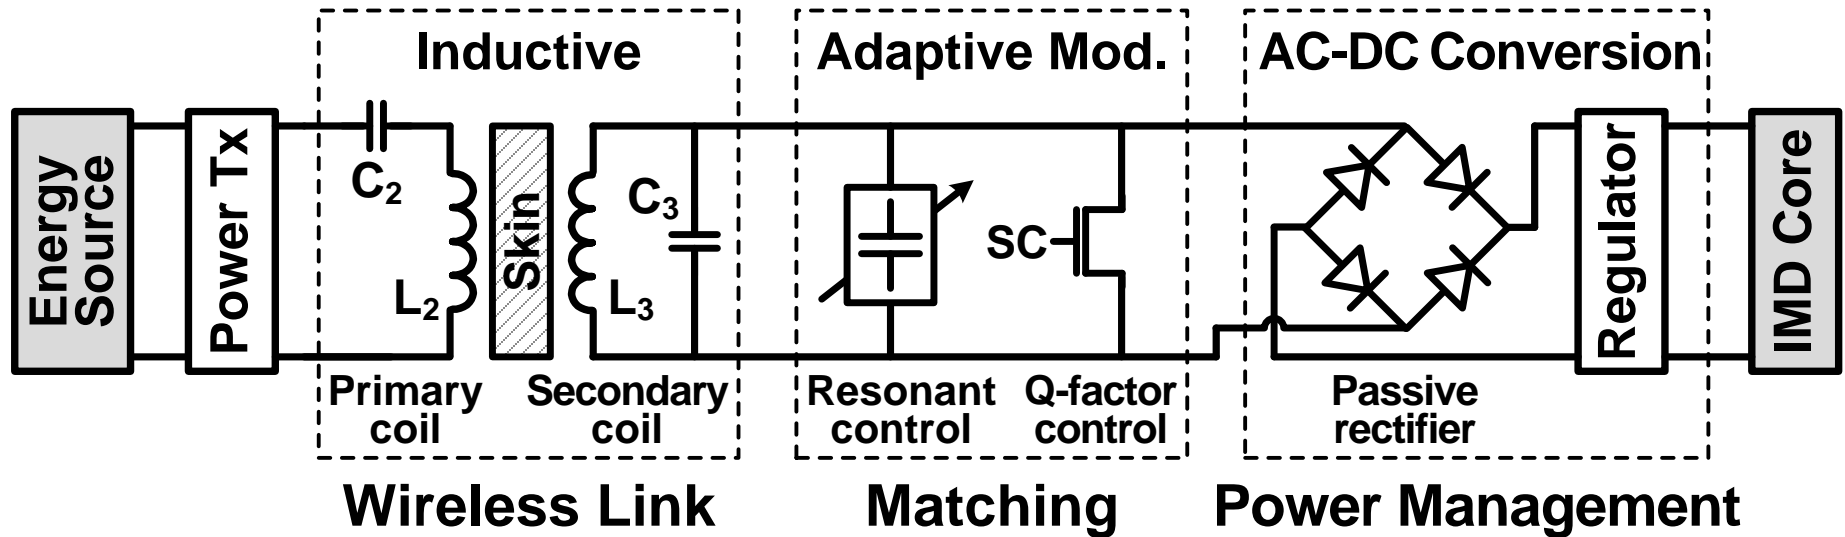 Inductive
Adaptive Mod.
AC-DC Conversion
Energy
Source
Power Tx
C2
L2
Skin
L3
C3
SC
Regulator
IMD Core
Primary
coil
Secondary
coil
Resonant
control
Q-factor
control
Passive
rectifier
Wireless Link
Matching
Power Management